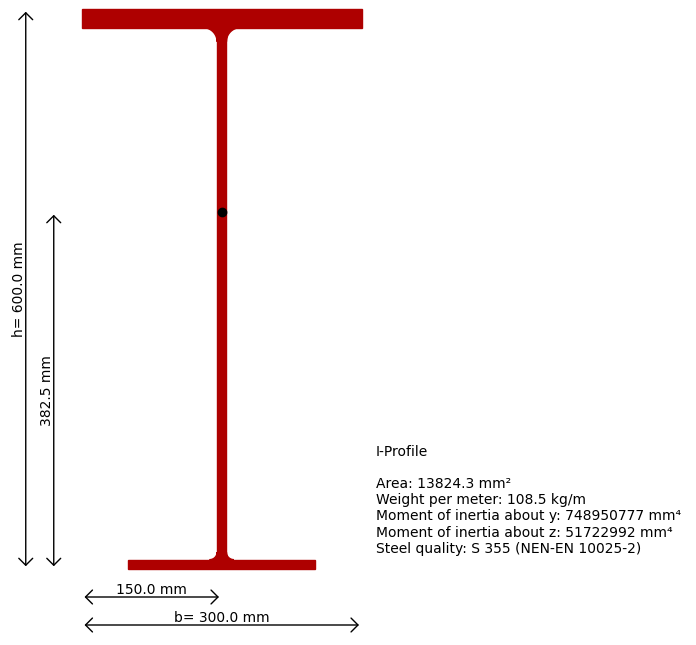 h= 600.0 mm
382.5 mm
I-Profile
Area: 13824.3 mm²
Weight per meter: 108.5 kg/m
Moment of inertia about y: 748950777 mm⁴
Moment of inertia about z: 51722992 mm⁴
Steel quality: S 355 (NEN-EN 10025-2)
150.0 mm
b= 300.0 mm